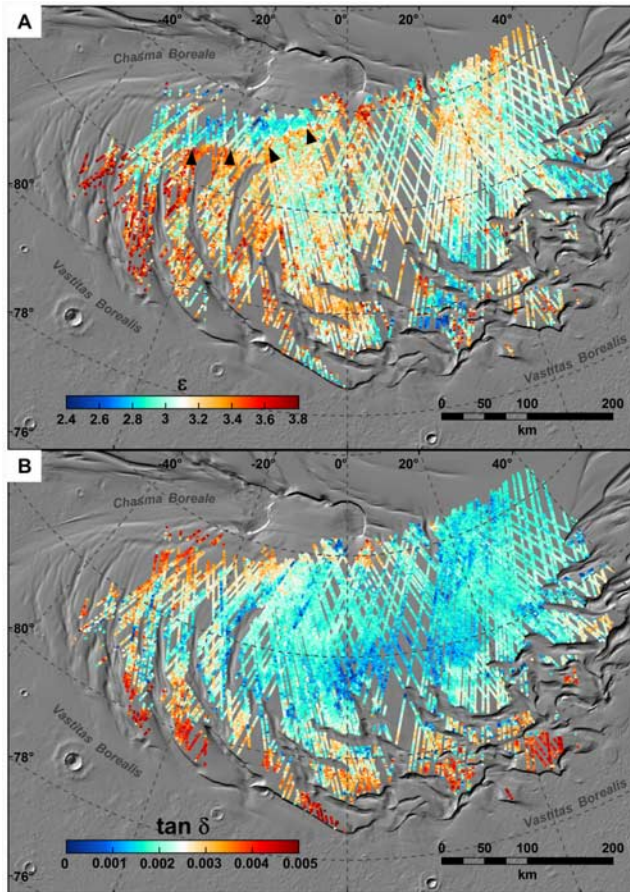 A
-40°
-20°
0°
20°
40°
Chasma Boreale
80°
78°
76°
Vastitas Borealis
Vastitas Borealis
ε
2.4 2.6 2.8 3 3.2 3.4 3.6 3.8
0 50 100 200
km
B
-40°
-20°
0°
20°
40°
Chasma Boreale
80°
78°
76°
Vastitas Borealis
Vastitas Borealis
tan δ
0 0.001 0.002 0.003 0.004 0.005
0 50 100 200
km